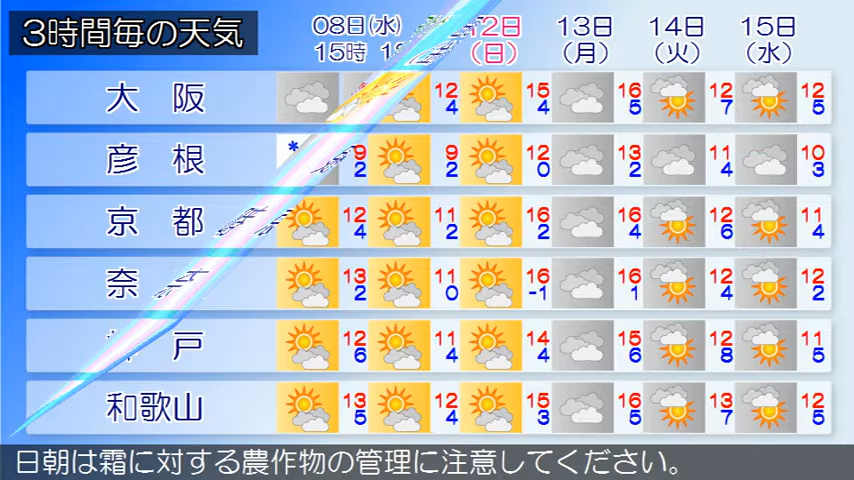 3時間毎の天気
08日(水) 12日 13日 14日 15日
15時 (日) (月) (火) (水)
大阪 12 4 15 4 16 5 12 7 12 5
彦根 * 9 2 9 2 12 0 13 2 11 4 10 3
京都 12 4 11 2 16 2 16 4 12 6 11 4
奈 13 2 11 0 16 -1 16 1 12 4 12 2
戸 12 6 11 4 14 4 15 6 12 8 11 5
和歌山 13 5 12 4 15 3 16 5 13 7 12 5
日朝は霜に対する農作物の管理に注意してください。